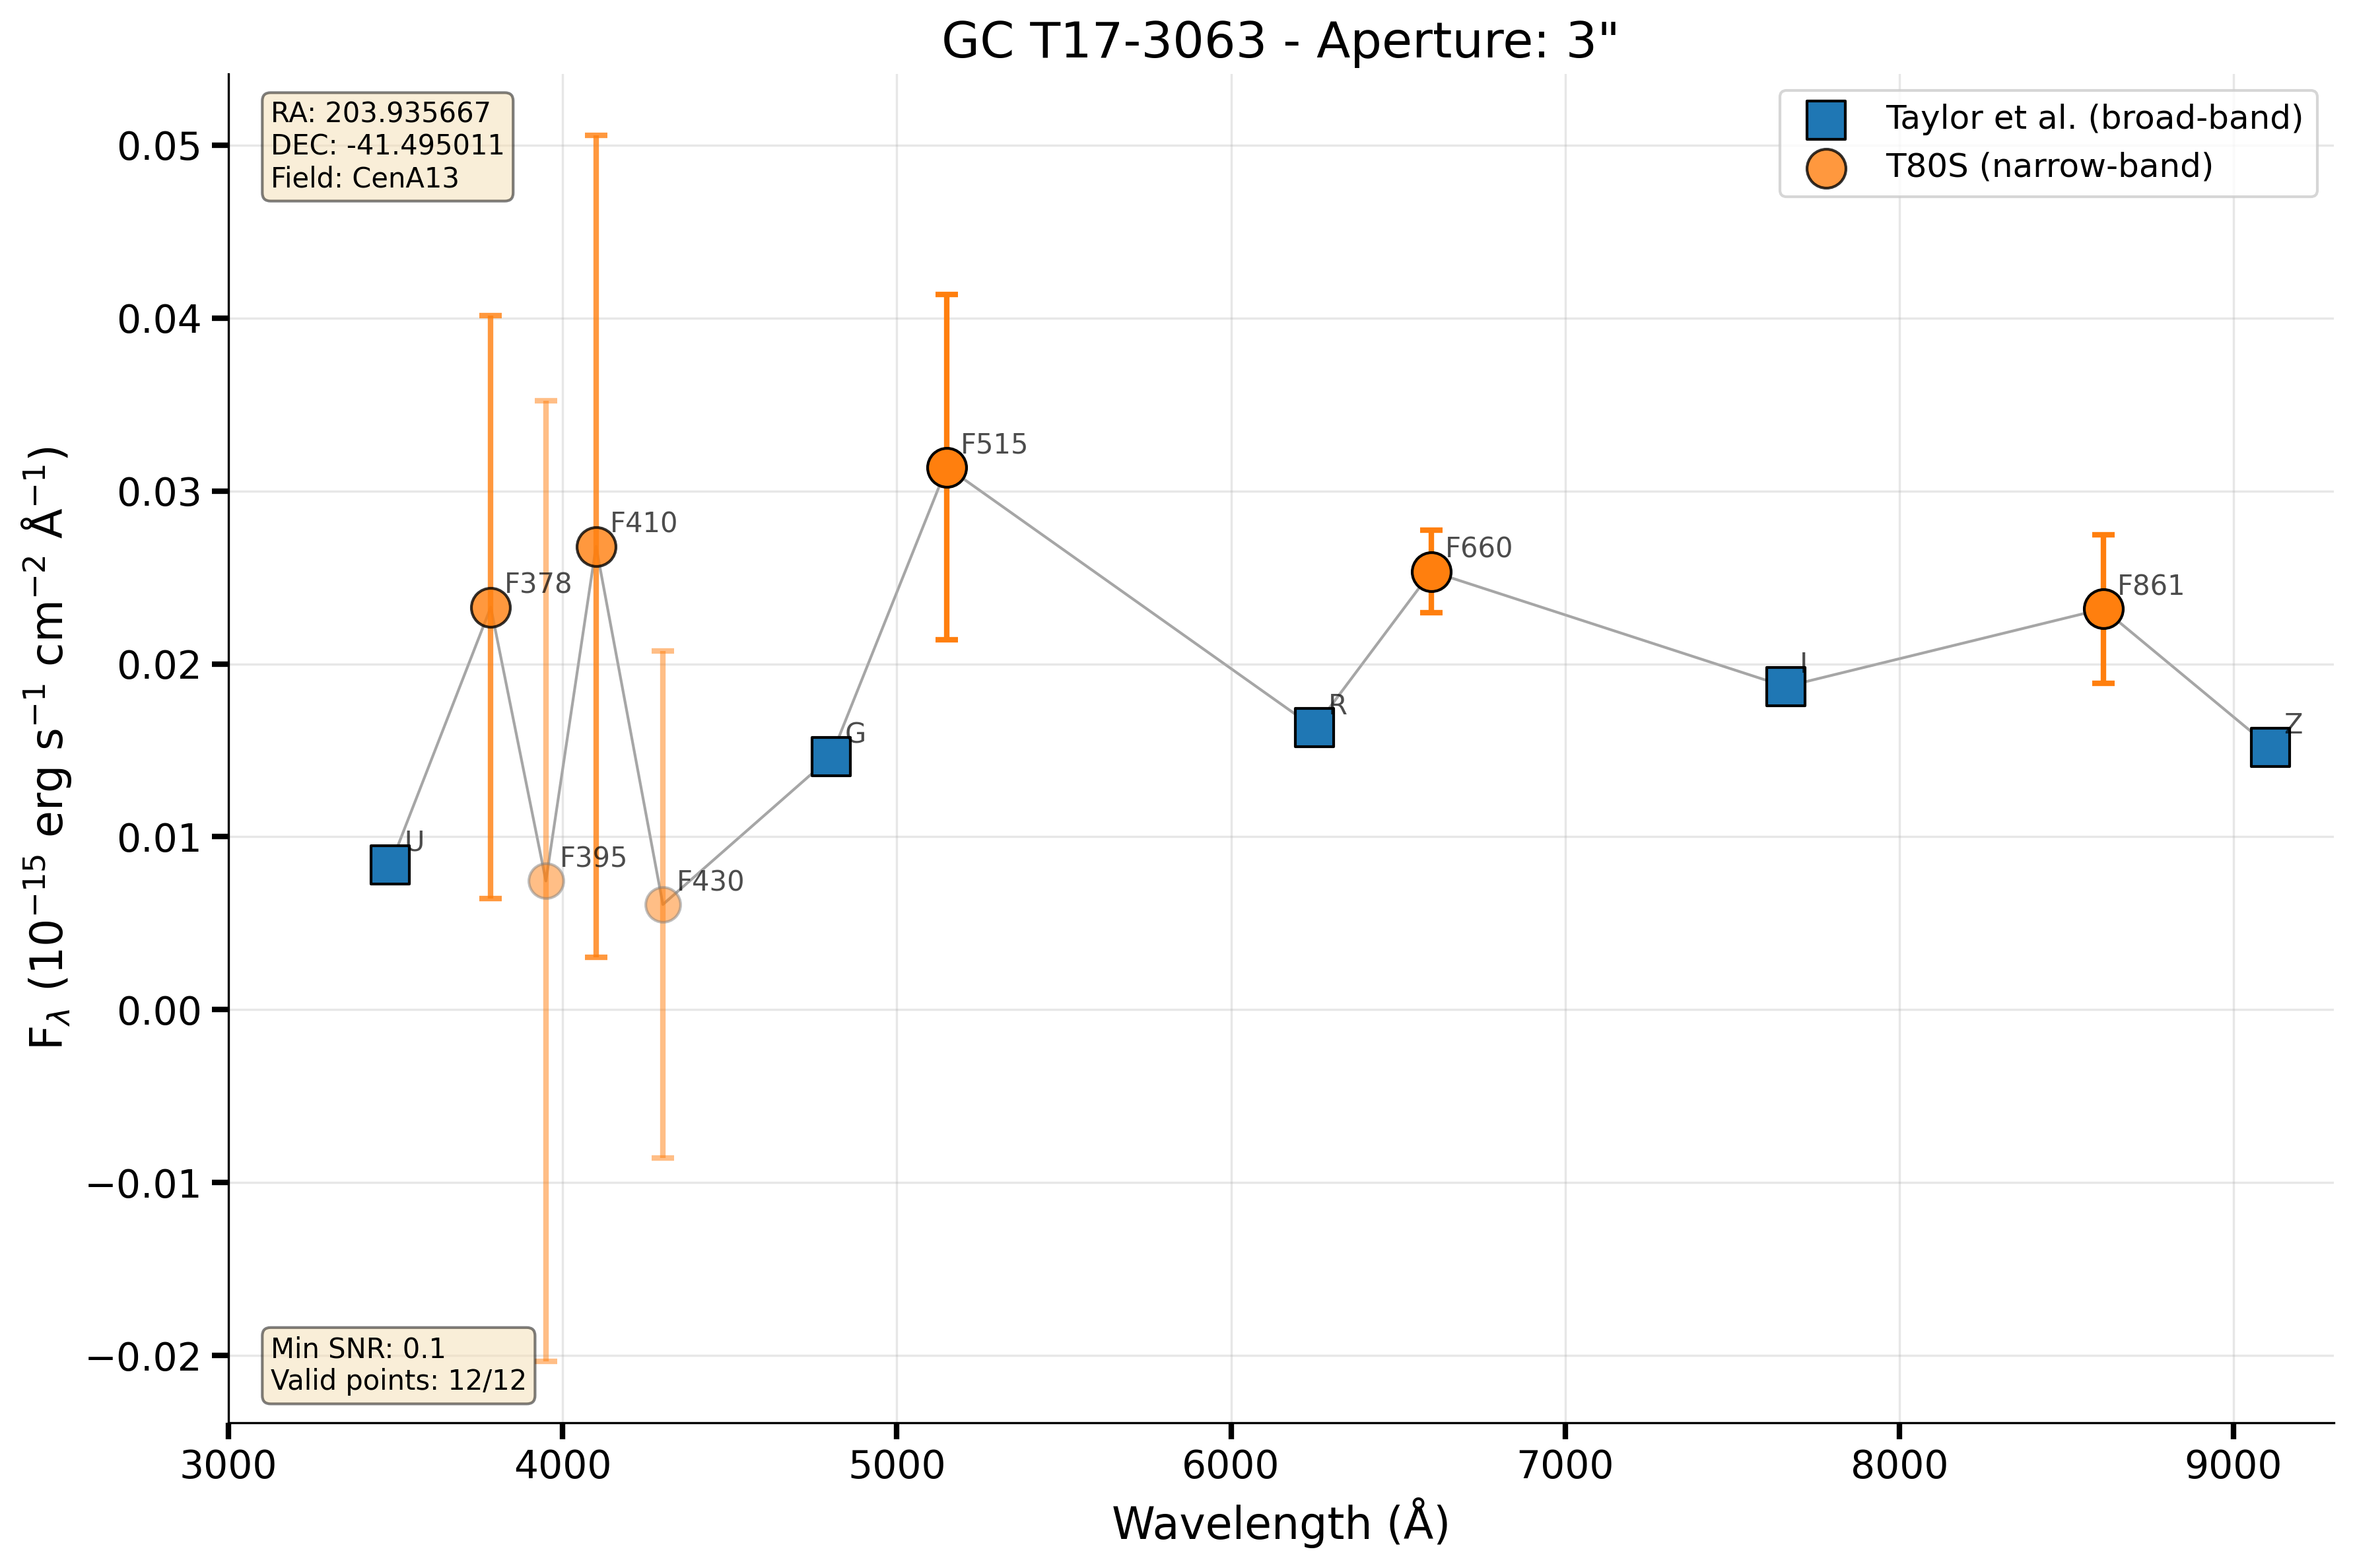 GC T17-3063 - Aperture: 3"
RA: 203.935667
DEC: -41.495011
Field: CenA13
Taylor et al. (broad-band)
T80S (narrow-band)
0.05
0.04
0.03
0.02
0.01
0.00
−0.01
−0.02
F_λ (10⁻¹⁵ erg s⁻¹ cm⁻² Å⁻¹)
U
F378
F395
F410
F430
G
F515
R
F660
I
F861
Z
Min SNR: 0.1
Valid points: 12/12
3000 4000 5000 6000 7000 8000 9000
Wavelength (Å)